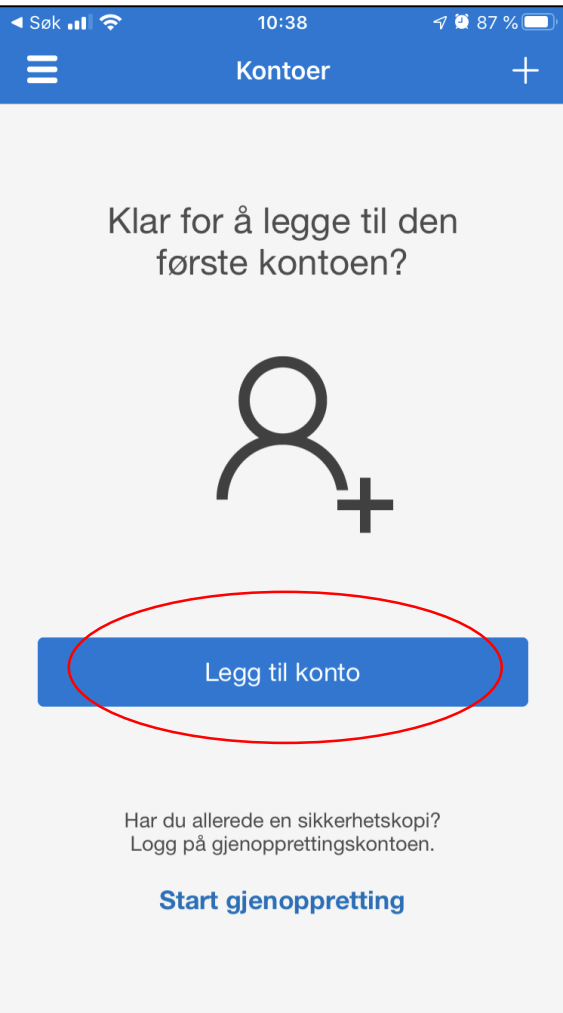 Søk 10:38 87 %
Kontoer
Klar for å legge til den
første kontoen?
Legg til konto
Har du allerede en sikkerhetskopi?
Logg på gjenopprettingskontoen.
Start gjenoppretting